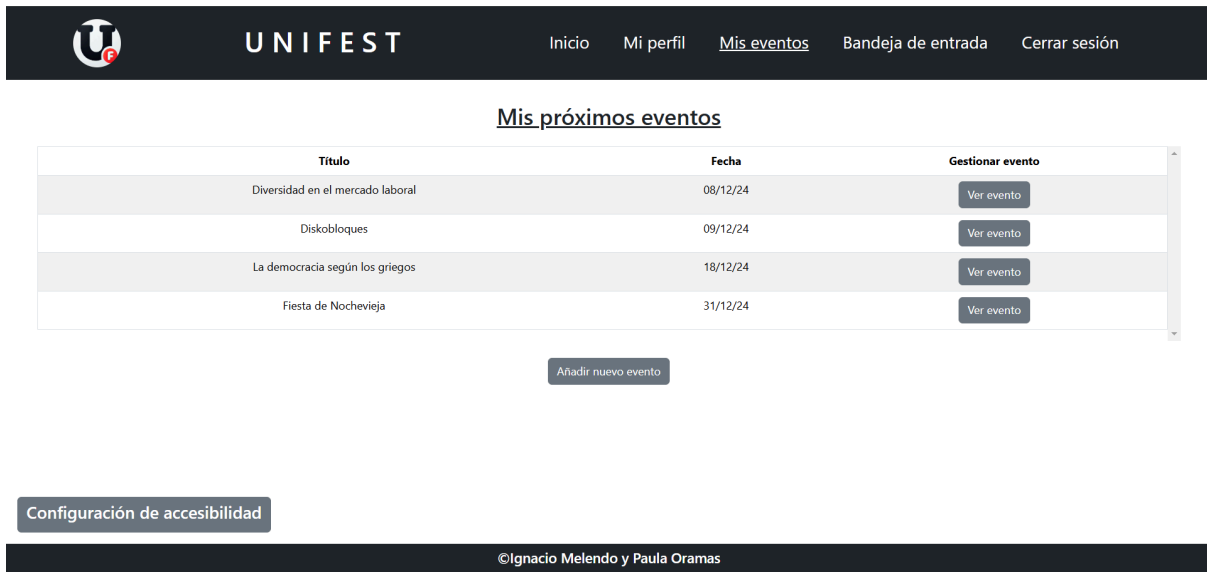 U F UNIFEST Inicio Mi perfil Mis eventos Bandeja de entrada Cerrar sesión
Mis próximos eventos
Título Fecha Gestionar evento
Diversidad en el mercado laboral 08/12/24 Ver evento
Diskobloques 09/12/24 Ver evento
La democracia según los griegos 18/12/24 Ver evento
Fiesta de Nochevieja 31/12/24 Ver evento
Añadir nuevo evento
Configuración de accesibilidad
©Ignacio Melendo y Paula Oramas